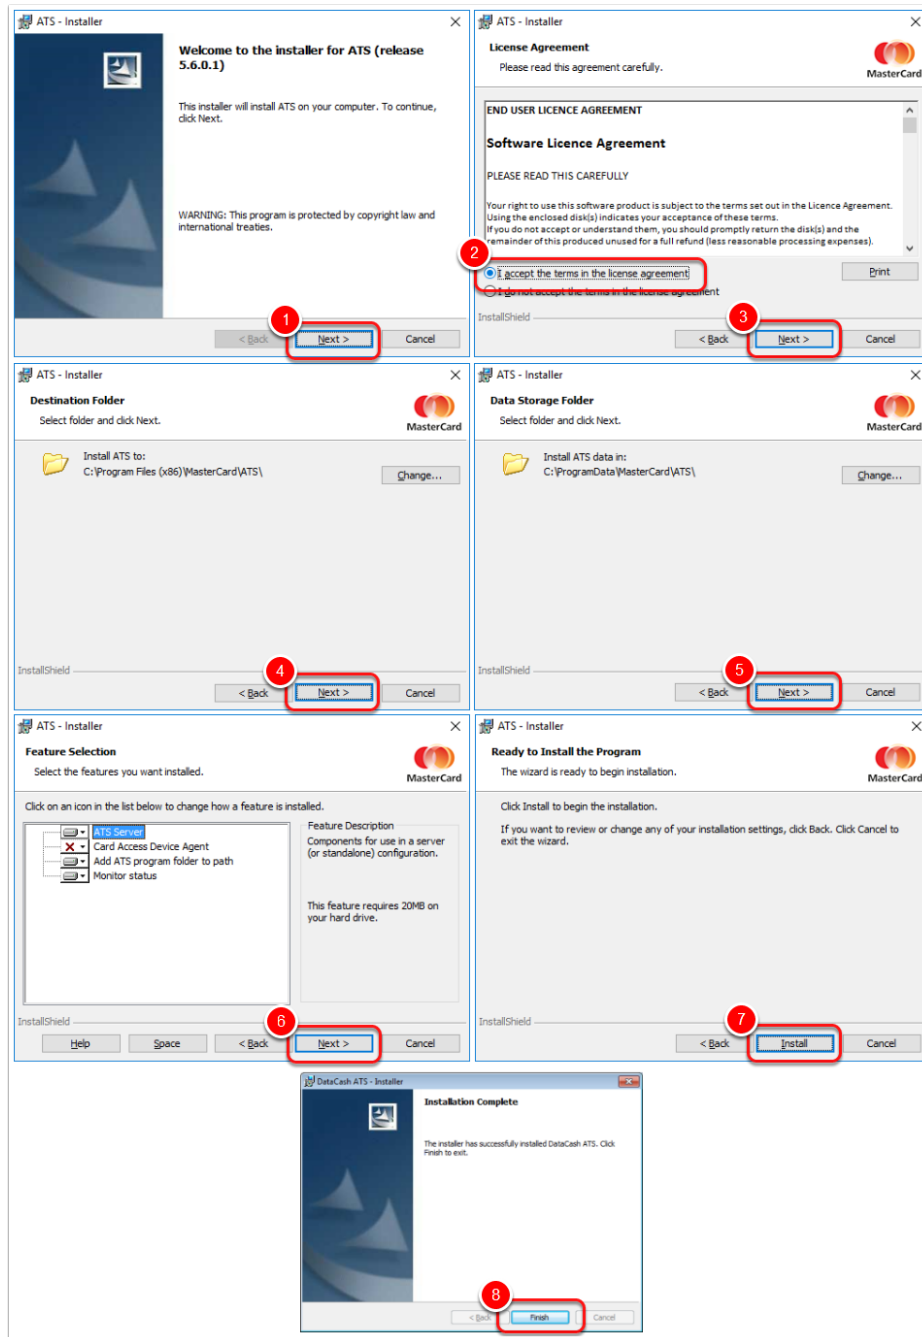 ATS - Installer
Welcome to the installer for ATS (release
5.6.0.1)
This installer will install ATS on your computer. To continue,
click Next.
WARNING: This program is protected by copyright law and
international treaties.
1
< Back
Next >
Cancel
ATS - Installer
License Agreement
Please read this agreement carefully.
MasterCard
END USER LICENCE AGREEMENT
Software Licence Agreement
PLEASE READ THIS CAREFULLY
Your right to use this software product is subject to the terms set out in the Licence Agreement.
Using the enclosed disk(s) indicates your acceptance of these terms.
If you do not accept or understand them, you should promptly return the disk(s) and the
remainder of this produced unused for a full refund (less reasonable processing expenses).
2
I accept the terms in the license agreement
Print
I do not accept the terms in the license agreement
InstallShield
3
< Back
Next >
Cancel
ATS - Installer
Destination Folder
Select folder and click Next.
MasterCard
Install ATS to:
C:\Program Files (x86)\MasterCard\ATS\
Change...
InstallShield
4
< Back
Next >
Cancel
ATS - Installer
Data Storage Folder
Select folder and click Next.
MasterCard
Install ATS data in:
C:\ProgramData\MasterCard\ATS\
Change...
InstallShield
5
< Back
Next >
Cancel
ATS - Installer
Feature Selection
Select the features you want installed.
MasterCard
Click on an icon in the list below to change how a feature is installed.
ATS Server
Card Access Device Agent
Add ATS program folder to path
Monitor status
Feature Description
Components for use in a server
(or standalone) configuration.
This feature requires 20MB on
your hard drive.
InstallShield
6
Help
Space
< Back
Next >
Cancel
ATS - Installer
Ready to Install the Program
The wizard is ready to begin installation.
MasterCard
Click Install to begin the installation.
If you want to review or change any of your installation settings, click Back. Click Cancel to
exit the wizard.
InstallShield
7
< Back
Install
Cancel
DataCash ATS - Installer
Installation Complete
The installer has successfully installed DataCash ATS. Click
Finish to exit.
8
< Back
Finish
Cancel